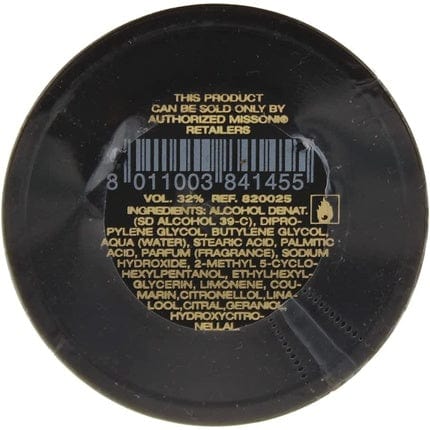 THIS PRODUCT
CAN BE SOLD ONLY BY
AUTHORIZED MISSONI®
RETAILERS
8 011003 841455
VOL. 32% REF. 820025
INGREDIENTS: ALCOHOL DENAT.
(SD ALCOHOL 39-C), DIPRO-
PYLENE GLYCOL, BUTYLENE GLYCOL,
AQUA (WATER), STEARIC ACID, PALMITIC
ACID, PARFUM (FRAGRANCE), SODIUM
HYDROXIDE, 2-METHYL 5-CYCLO-
HEXYLPENTANOL, ETHYLHEXYL-
GLYCERIN, LIMONENE, COU-
MARIN,CITRONELLOL,LINA-
LOOL,CITRAL,GERANIOL,
HYDROXYCITRO-
NELLAL.